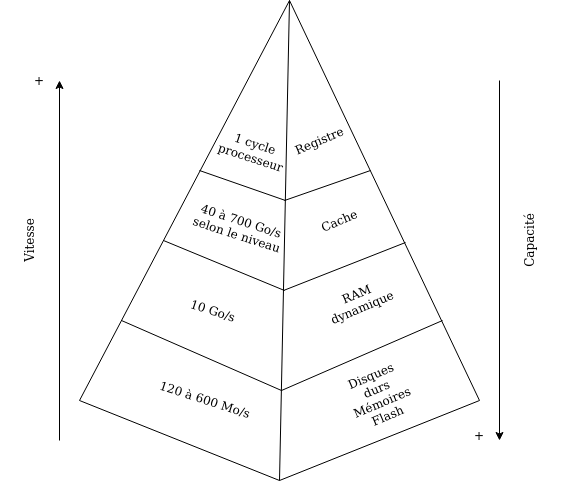 +
Vitesse
1 cycle
processeur
Registre
40 à 700 Go/s
selon le niveau
Cache
10 Go/s
RAM
dynamique
120 à 600 Mo/s
Disques
durs
Mémoires
Flash
Capacité
+